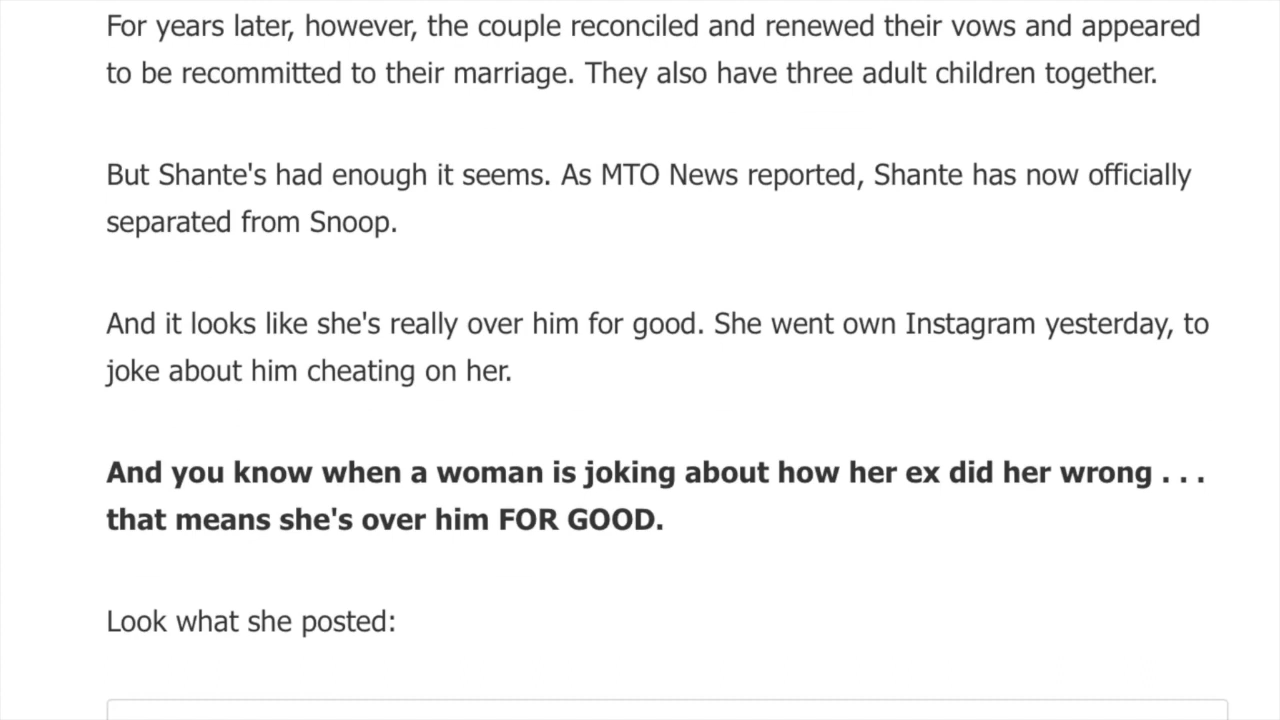 For years later, however, the couple reconciled and renewed their vows and appeared
to be recommitted to their marriage. They also have three adult children together.
But Shante's had enough it seems. As MTO News reported, Shante has now officially
separated from Snoop.
And it looks like she's really over him for good. She went own Instagram yesterday, to
joke about him cheating on her.
And you know when a woman is joking about how her ex did her wrong . . .
that means she's over him FOR GOOD.
Look what she posted: